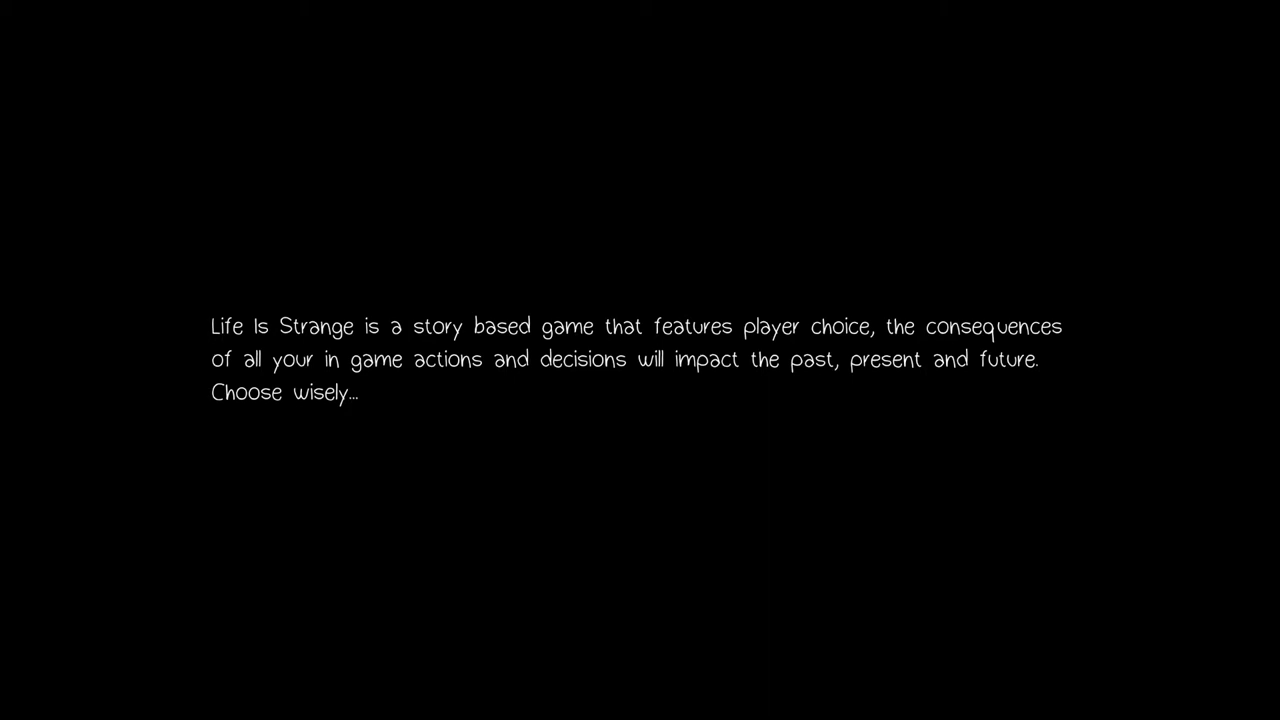 Life Is Strange is a story based game that features player choice, the consequences
of all your in game actions and decisions will impact the past, present and future.
Choose wisely...